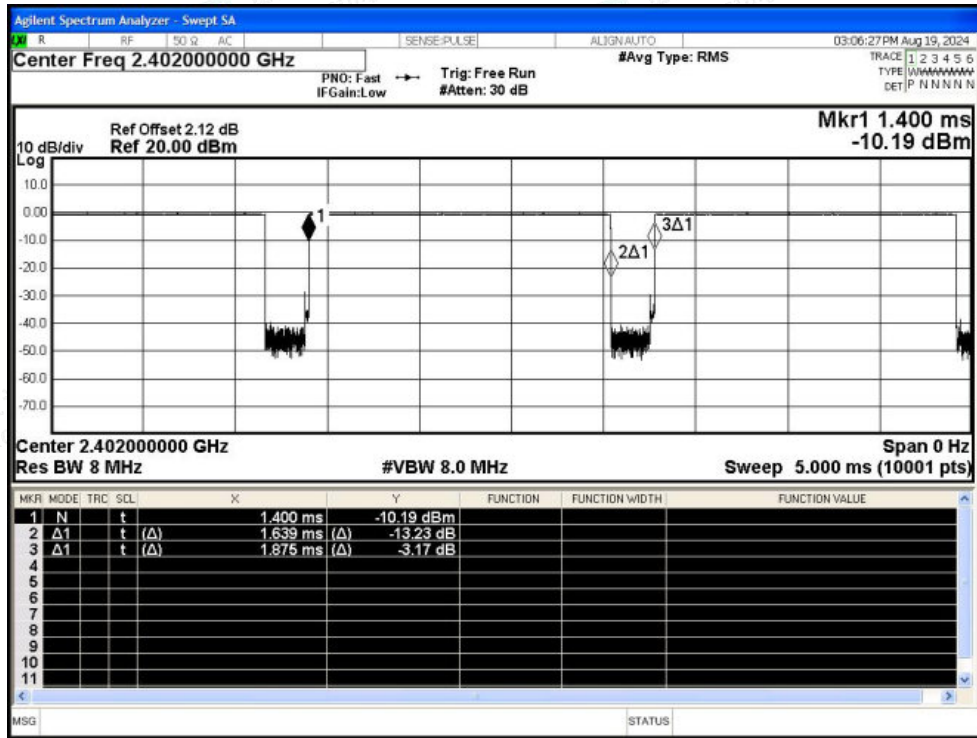 Agilent Spectrum Analyzer - Swept SA
R RF 50 Ω AC SENSE:PULSE ALIGNAUTO 03:06:27 PM Aug 19, 2024
Center Freq 2.402000000 GHz #Avg Type: RMS TRACE 1 2 3 4 5 6
PNO: Fast Trig: Free Run TYPE WWWWWW
IFGain:Low #Atten: 30 dB DET P N N N N N
Mkr1 1.400 ms
-10.19 dBm
Ref Offset 2.12 dB
10 dB/div Ref 20.00 dBm
Log
10.0
0.00
-10.0
-20.0
-30.0
-40.0
-50.0
-60.0
-70.0
1
2Δ1
3Δ1
Center 2.402000000 GHz Span 0 Hz
Res BW 8 MHz #VBW 8.0 MHz Sweep 5.000 ms (10001 pts)
MKR MODE TRC SCL X Y FUNCTION FUNCTION WIDTH FUNCTION VALUE
1 N t 1.400 ms -10.19 dBm
2 Δ1 t (Δ) 1.639 ms (Δ) -13.23 dB
3 Δ1 t (Δ) 1.875 ms (Δ) -3.17 dB
4
5
6
7
8
9
10
11
MSG STATUS